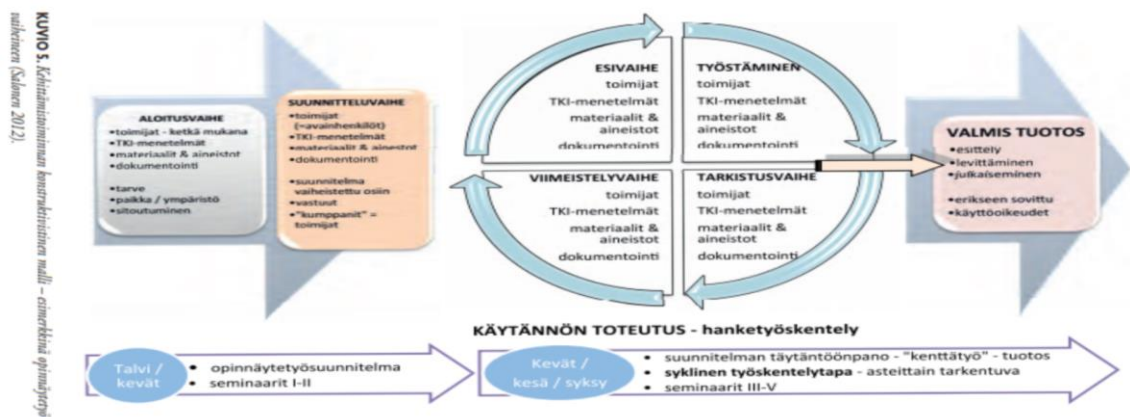 KUVIO 5. Kehittämistoiminnan konstruktivistinen malli – esimerkkinä opinnäytetyö
vaiheineen (Salonen 2012).
ALOITUSVAIHE
•toimijat - ketkä mukana
•TKI-menetelmät
•materiaalit & aineistot
•dokumentointi
•tarve
•paikka / ympäristö
•sitoutuminen
SUUNNITTELUVAIHE
•toimijat
(=avainhenkilöt)
•TKI-menetelmät
•materiaalit & aineistot
•dokumentointi
•suunnitelma
vaiheistettu osiin
•vastuut
•"kumppanit" =
toimijat
ESIVAIHE
toimijat
TKI-menetelmät
materiaalit &
aineistot
dokumentointi
TYÖSTÄMINEN
toimijat
TKI-menetelmät
materiaalit &
aineistot
dokumentointi
VIIMEISTELYVAIHE
toimijat
TKI-menetelmät
materiaalit &
aineistot
dokumentointi
TARKISTUSVAIHE
toimijat
TKI-menetelmät
materiaalit &
aineistot
dokumentointi
VALMIS TUOTOS
•esittely
•levittäminen
•julkaiseminen
•erikseen sovittu
•käyttöoikeudet
KÄYTÄNNÖN TOTEUTUS - hanketyöskentely
Talvi /
kevät
• opinnäytetyösuunnitelma
• seminaarit I-II
Kevät /
kesä / syksy
• suunnitelman täytäntöönpano - "kenttätyö" - tuotos
• syklinen työskentelytapa - asteittain tarkentuva
• seminaarit III-V